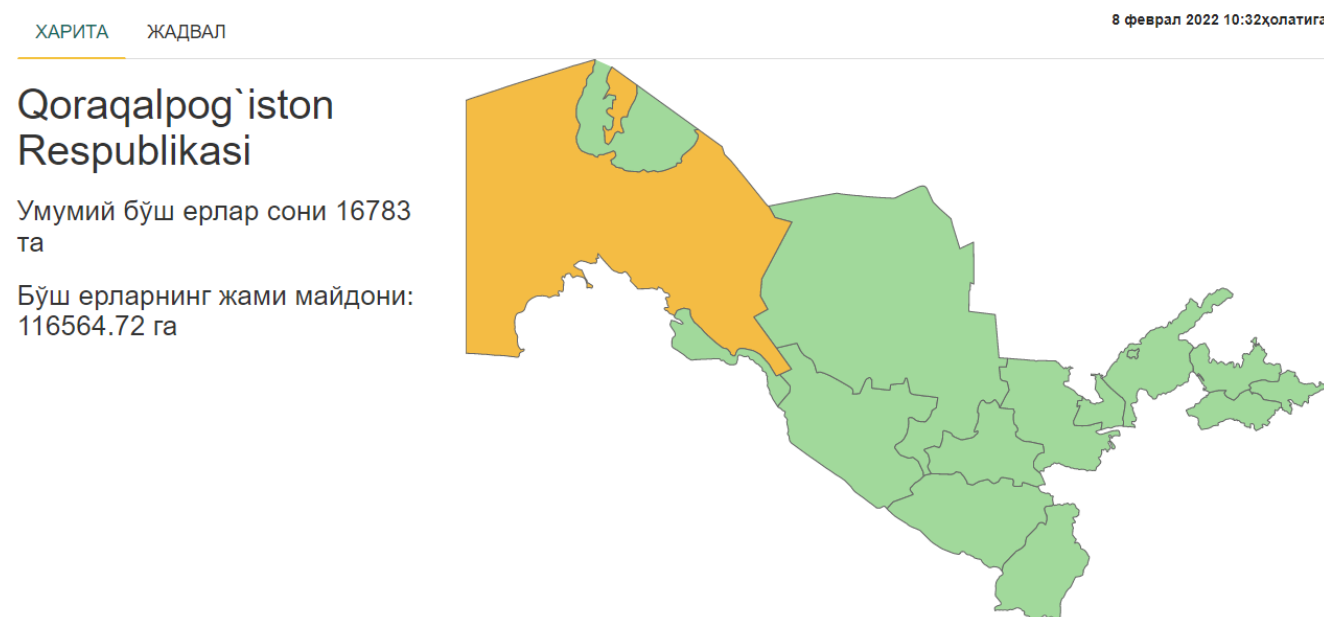 ХАРИТА ЖАДВАЛ
8 феврал 2022 10:32ҳолатига
Qoraqalpog`iston
Respublikasi
Умумий бўш ерлар сони 16783
та
Бўш ерларнинг жами майдони:
116564.72 га